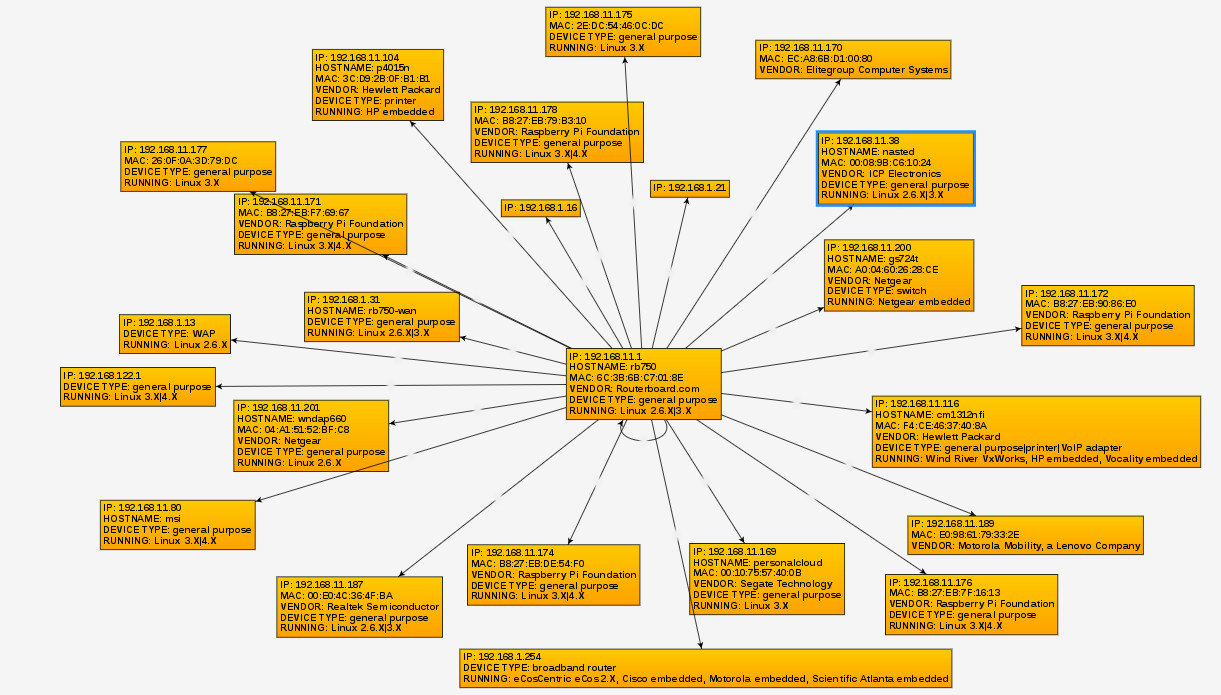 IP: 192.168.11.175
MAC: 2E:DC:54:46:0C:DC
DEVICE TYPE: general purpose
RUNNING: Linux 3.X
IP: 192.168.11.170
MAC: EC:A8:6B:D1:00:80
VENDOR: Elitegroup Computer Systems
IP: 192.168.11.104
HOSTNAME: p4015n
MAC: 3C:D9:2B:0F:B1:B1
VENDOR: Hewlett Packard
DEVICE TYPE: printer
RUNNING: HP embedded
IP: 192.168.11.178
MAC: B8:27:EB:79:B3:10
VENDOR: Raspberry Pi Foundation
DEVICE TYPE: general purpose
RUNNING: Linux 3.X|4.X
IP: 192.168.11.38
HOSTNAME: nasted
MAC: 00:08:9B:C6:10:24
VENDOR: ICP Electronics
DEVICE TYPE: general purpose
RUNNING: Linux 2.6.X|3.X
IP: 192.168.11.177
MAC: 26:0F:0A:3D:79:DC
DEVICE TYPE: general purpose
RUNNING: Linux 3.X
IP: 192.168.1.21
IP: 192.168.11.171
MAC: B8:27:EB:F7:69:67
VENDOR: Raspberry Pi Foundation
DEVICE TYPE: general purpose
RUNNING: Linux 3.X|4.X
IP: 192.168.1.16
IP: 192.168.11.200
HOSTNAME: gs724t
MAC: A0:04:60:26:28:CE
VENDOR: Netgear
DEVICE TYPE: switch
RUNNING: Netgear embedded
IP: 192.168.11.172
MAC: B8:27:EB:90:86:E0
VENDOR: Raspberry Pi Foundation
DEVICE TYPE: general purpose
RUNNING: Linux 3.X|4.X
IP: 192.168.1.31
HOSTNAME: rb750-wan
DEVICE TYPE: general purpose
RUNNING: Linux 2.6.X|3.X
IP: 192.168.1.13
DEVICE TYPE: WAP
RUNNING: Linux 2.6.X
IP: 192.168.11.1
HOSTNAME: rb750
MAC: 6C:3B:6B:C7:01:8E
VENDOR: Routerboard.com
DEVICE TYPE: general purpose
RUNNING: Linux 2.6.X|3.X
IP: 192.168.122.1
DEVICE TYPE: general purpose
RUNNING: Linux 3.X|4.X
IP: 192.168.11.201
HOSTNAME: wndap660
MAC: 04:A1:51:52:BF:C8
VENDOR: Netgear
DEVICE TYPE: general purpose
RUNNING: Linux 2.6.X
IP: 192.168.11.116
HOSTNAME: cm1312nfi
MAC: F4:CE:46:37:40:8A
VENDOR: Hewlett Packard
DEVICE TYPE: general purpose|printer|VoIP adapter
RUNNING: Wind River VxWorks, HP embedded, Vocality embedded
IP: 192.168.11.80
HOSTNAME: msi
DEVICE TYPE: general purpose
RUNNING: Linux 3.X|4.X
IP: 192.168.11.189
MAC: E0:98:61:79:33:2E
VENDOR: Motorola Mobility, a Lenovo Company
IP: 192.168.11.174
MAC: B8:27:EB:DE:54:F0
VENDOR: Raspberry Pi Foundation
DEVICE TYPE: general purpose
RUNNING: Linux 3.X|4.X
IP: 192.168.11.169
HOSTNAME: personalcloud
MAC: 00:10:75:57:40:0B
VENDOR: Segate Technology
DEVICE TYPE: general purpose
RUNNING: Linux 3.X
IP: 192.168.11.187
MAC: 00:E0:4C:36:4F:BA
VENDOR: Realtek Semiconductor
DEVICE TYPE: general purpose
RUNNING: Linux 2.6.X|3.X
IP: 192.168.11.176
MAC: B8:27:EB:7F:16:13
VENDOR: Raspberry Pi Foundation
DEVICE TYPE: general purpose
RUNNING: Linux 3.X|4.X
IP: 192.168.1.254
DEVICE TYPE: broadband router
RUNNING: eCosCentric eCos 2.X, Cisco embedded, Motorola embedded, Scientific Atlanta embedded